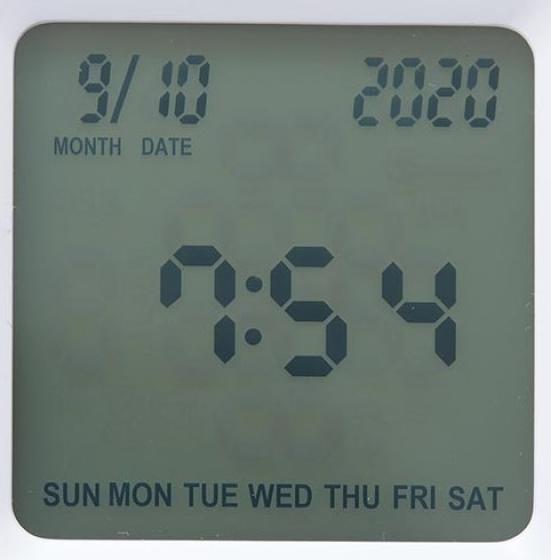 9/10 2020
MONTH DATE
7:54
SUN MON TUE WED THU FRI SAT